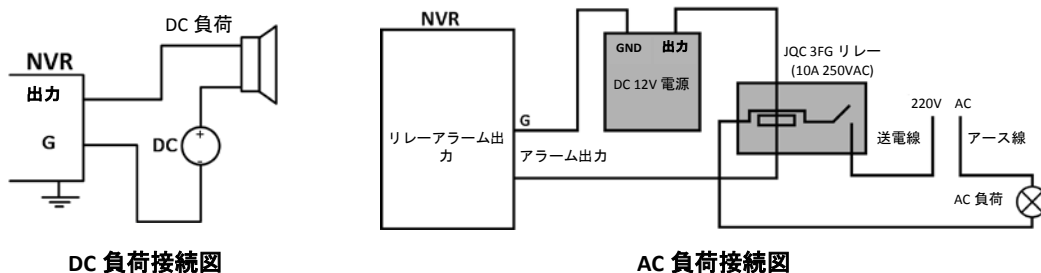 DC 負荷
NVR
出力
G
DC
+
-
DC 負荷接続図
NVR
GND 出力
DC 12V 電源
JQC 3FG リレー
(10A 250VAC)
G
リレーアラーム出
力
アラーム出力
220V AC
送電線 アース線
AC 負荷
AC 負荷接続図